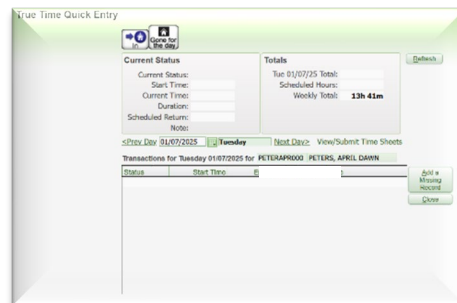 True Time Quick Entry
In
Gone for the day
Current Status
Current Status:
Start Time:
Current Time:
Duration:
Scheduled Return:
Note:
Totals
Tue 01/07/25 Total:
Scheduled Hours:
Weekly Total: 13h 41m
Refresh
<Prev Day 01/07/2025 Tuesday Next Day> View/Submit Time Sheets
Transactions for Tuesday 01/07/2025 for PETERAPR000 PETERS, APRIL DAWN
Status Start Time
Add a Missing Record
Close